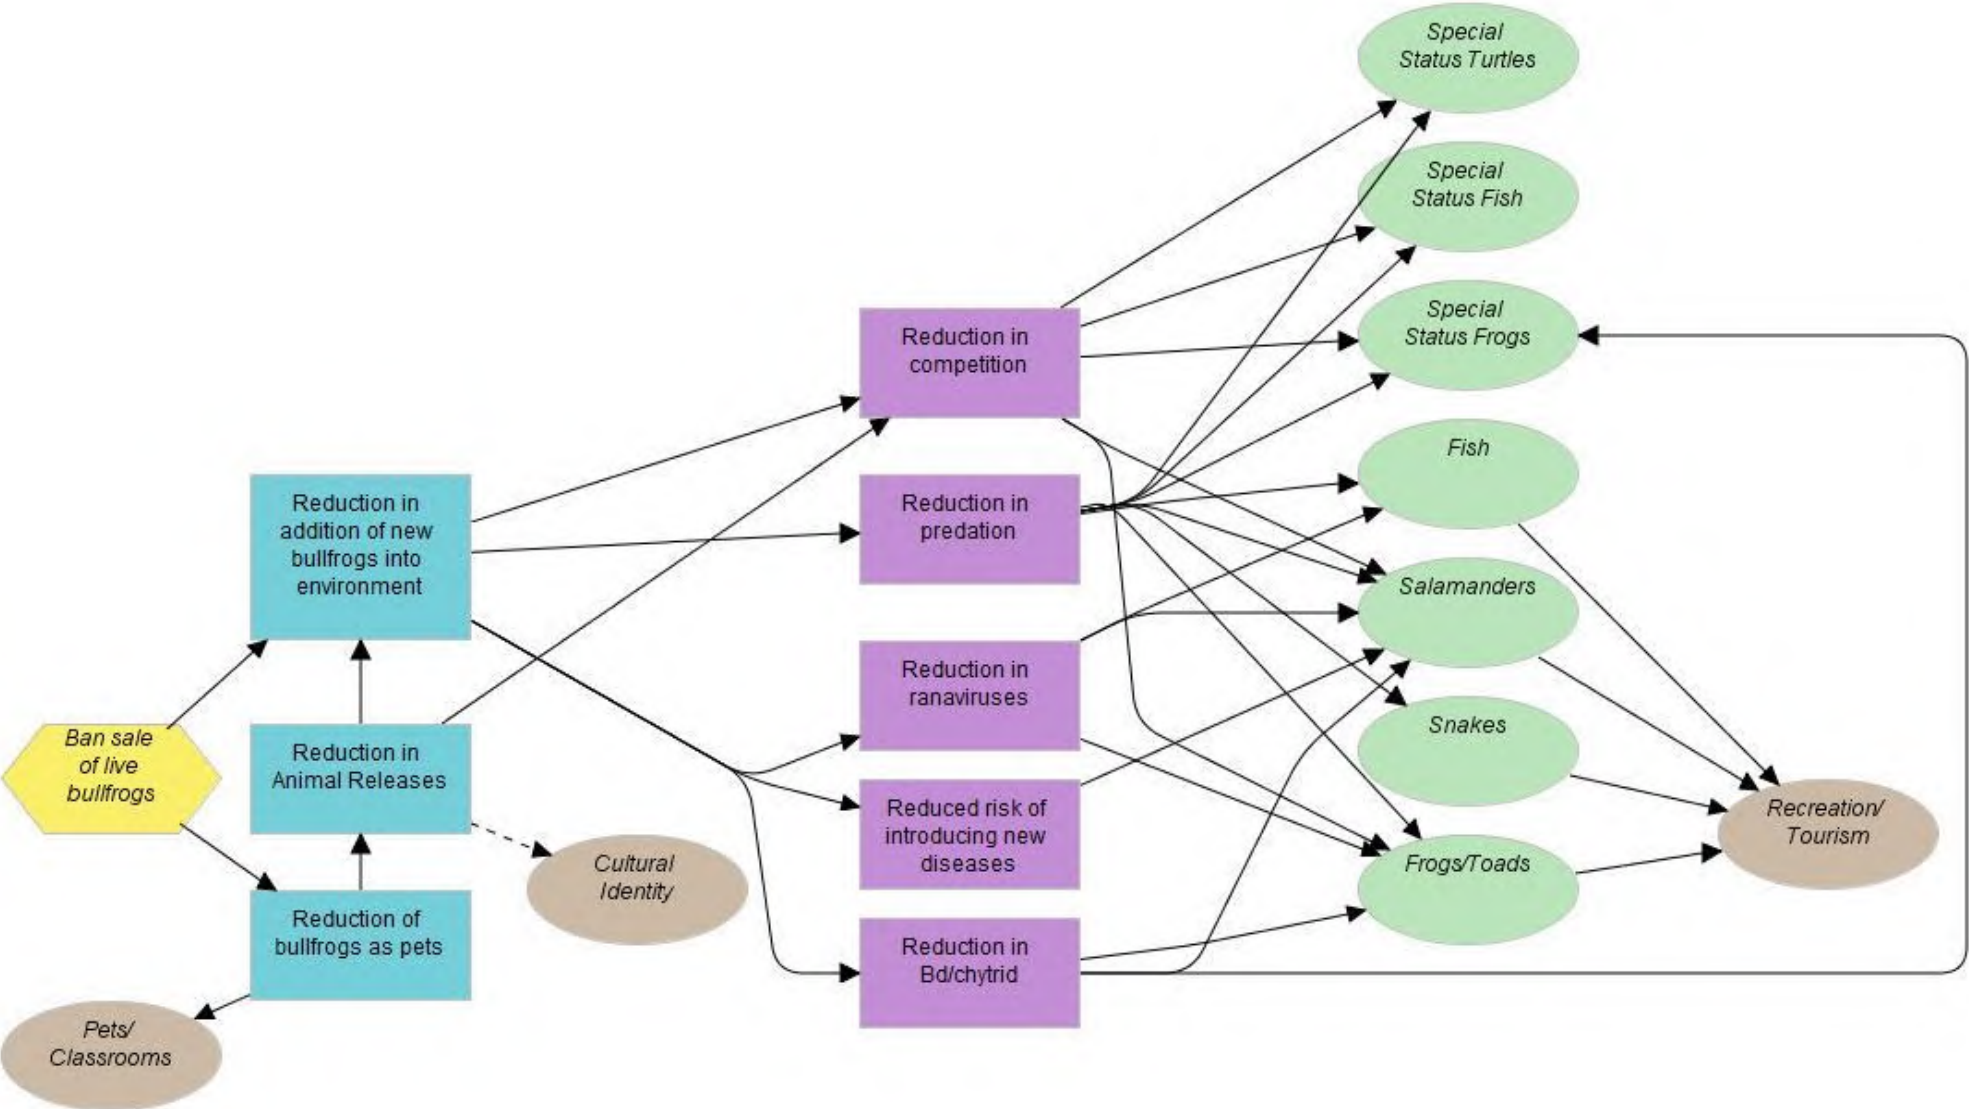 Special
Status Turtles
Special
Status Fish
Special
Status Frogs
Reduction in
competition
Fish
Reduction in
addition of new
bullfrogs into
environment
Reduction in
predation
Salamanders
Reduction in
ranaviruses
Snakes
Ban sale
of live
bullfrogs
Reduction in
Animal Releases
Reduced risk of
introducing new
diseases
Recreation/
Tourism
Cultural
Identity
Frogs/Toads
Reduction of
bullfrogs as pets
Reduction in
Bd/chytrid
Pets/
Classrooms